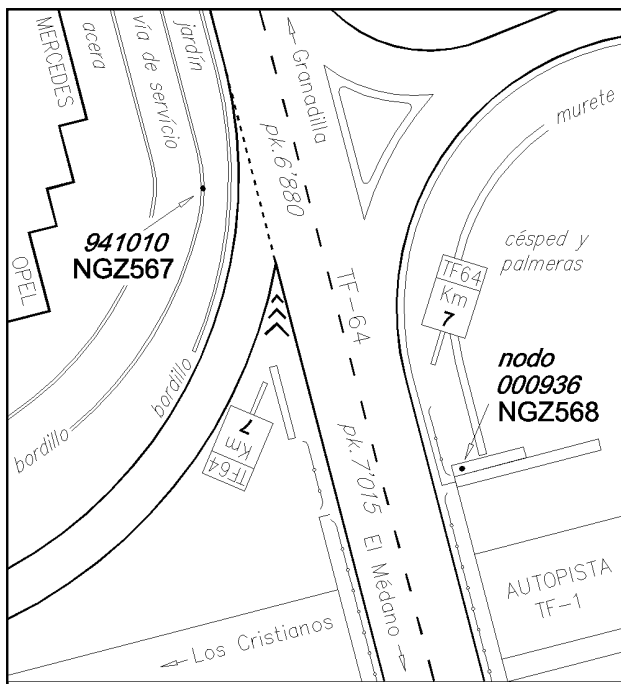 MERCEDES
acera
vía de servício
jardín
Granadilla
pk.6'880
murete
941010
NGZ567
OPEL
césped y
palmeras
TF64
Km
7
TF-64
nodo
000936
NGZ568
bordillo
bordillo
7
Km
TF64
pk.7'015
El Médano
AUTOPISTA
TF-1
Los Cristianos